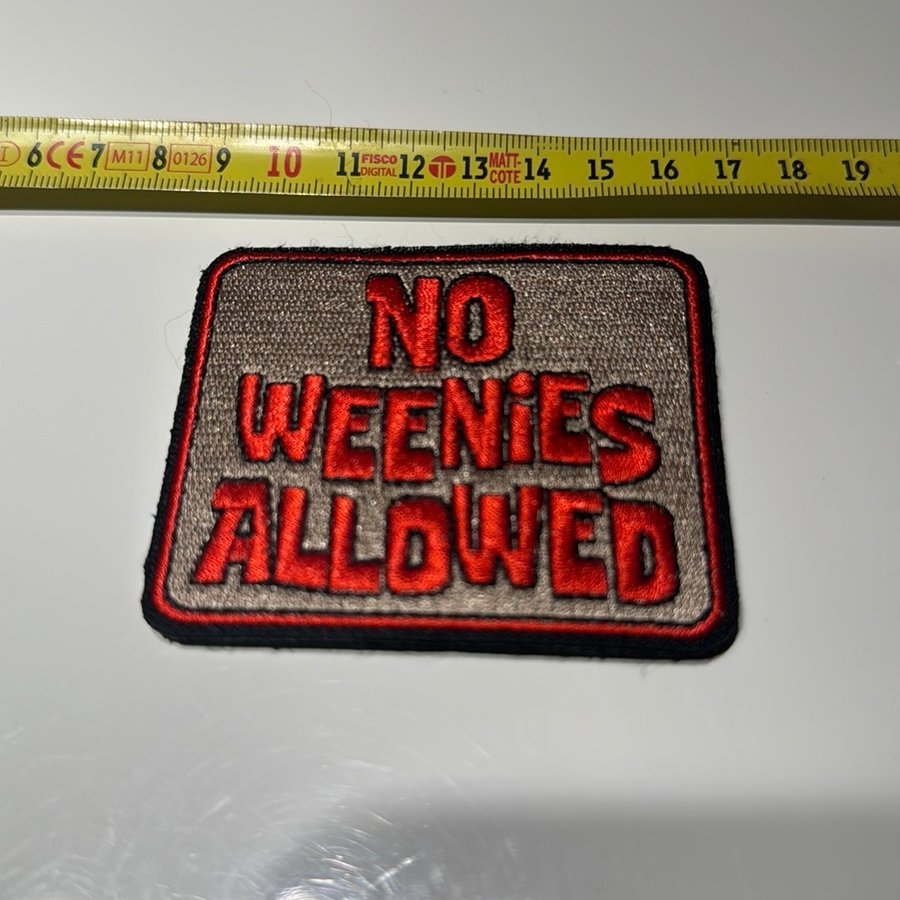 I 6 CE 7 M11 8 0126 9 10 11 FISCO DIGITAL 12 13 MATT-COTE 14 15 16 17 18 19
NO
WEENiES
ALLOWED